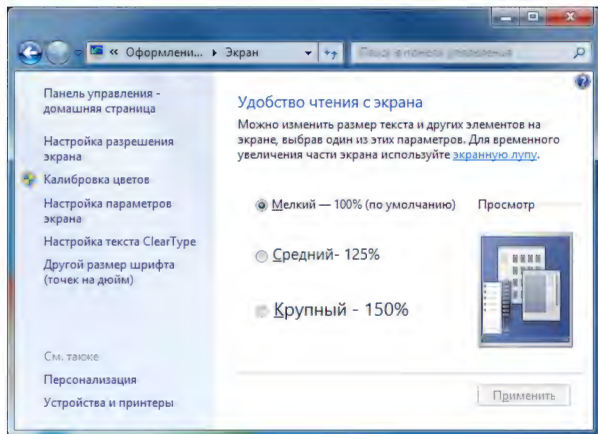 « Оформлени... ▸ Экран
Поиск в панели управления
Панель управления -
домашняя страница
Настройка разрешения
экрана
Калибровка цветов
Настройка параметров
экрана
Настройка текста ClearType
Другой размер шрифта
(точек на дюйм)
См. также
Персонализация
Устройства и принтеры
Удобство чтения с экрана
Можно изменить размер текста и других элементов на
экране, выбрав один из этих параметров. Для временного
увеличения части экрана используйте экранную лупу.
Мелкий — 100% (по умолчанию)
Просмотр
Средний- 125%
Крупный - 150%
Применить